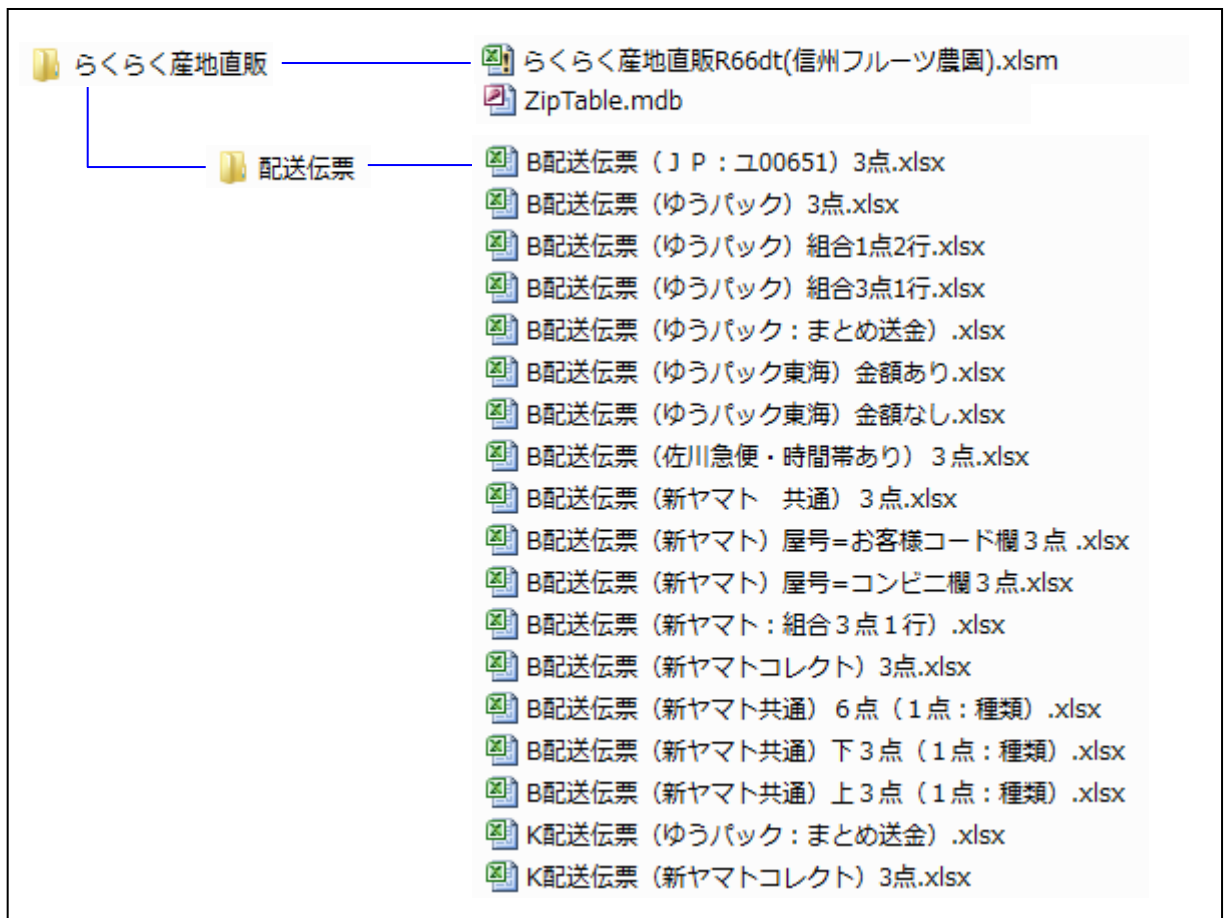 らくらく産地直販
らくらく産地直販R66dt(信州フルーツ農園).xlsm
ZipTable.mdb
配送伝票
B配送伝票（ＪＰ：ユ00651）3点.xlsx
B配送伝票（ゆうパック）3点.xlsx
B配送伝票（ゆうパック）組合1点2行.xlsx
B配送伝票（ゆうパック）組合3点1行.xlsx
B配送伝票（ゆうパック：まとめ送金）.xlsx
B配送伝票（ゆうパック東海）金額あり.xlsx
B配送伝票（ゆうパック東海）金額なし.xlsx
B配送伝票（佐川急便・時間帯あり）３点.xlsx
B配送伝票（新ヤマト　共通）３点.xlsx
B配送伝票（新ヤマト）屋号=お客様コード欄３点 .xlsx
B配送伝票（新ヤマト）屋号=コンビニ欄３点.xlsx
B配送伝票（新ヤマト：組合３点１行）.xlsx
B配送伝票（新ヤマトコレクト）3点.xlsx
B配送伝票（新ヤマト共通）６点（１点：種類）.xlsx
B配送伝票（新ヤマト共通）下３点（１点：種類）.xlsx
B配送伝票（新ヤマト共通）上３点（１点：種類）.xlsx
K配送伝票（ゆうパック：まとめ送金）.xlsx
K配送伝票（新ヤマトコレクト）3点.xlsx